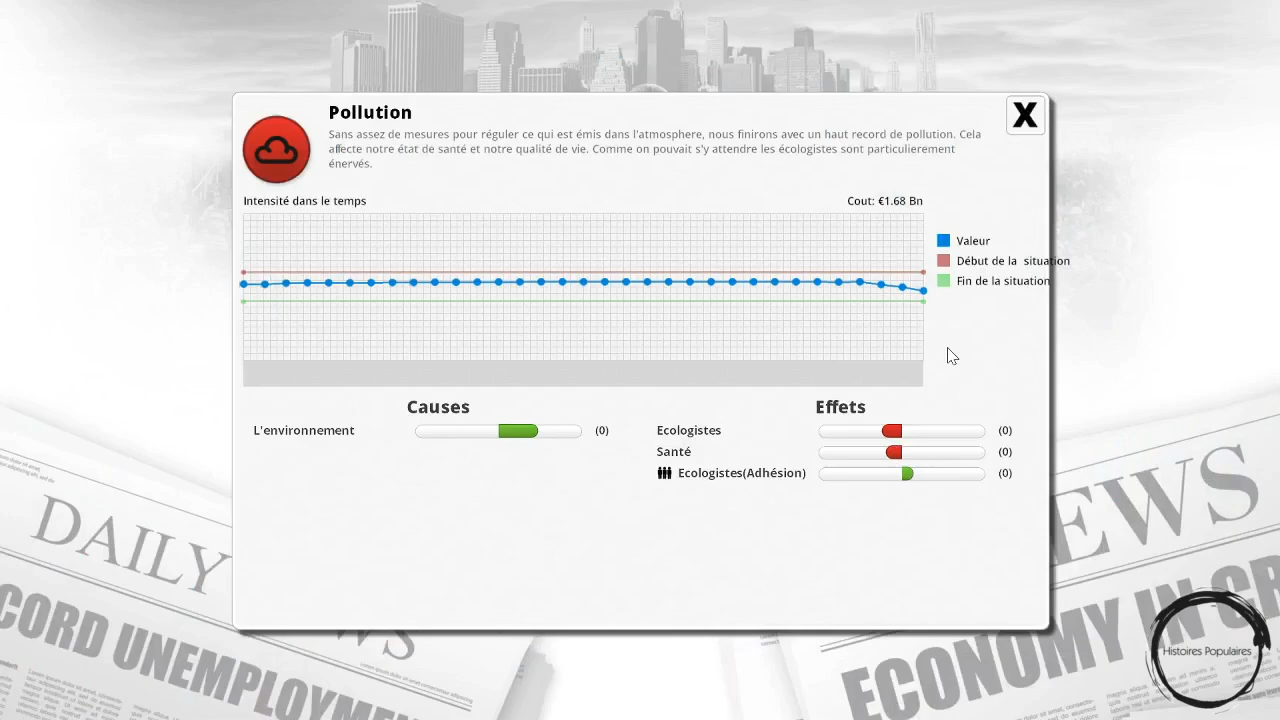 Pollution
X
Sans assez de mesures pour réguler ce qui est émis dans l'atmosphere, nous finirons avec un haut record de pollution. Cela
affecte notre état de santé et notre qualité de vie. Comme on pouvait s'y attendre les écologistes sont particulierement
énervés.
Intensité dans le temps
Cout: €1.68 Bn
Valeur
Début de la  situation
Fin de la situation
Causes
Effets
L'environnement
(0)
Ecologistes
(0)
Santé
(0)
Ecologistes(Adhésion)
(0)
DAILY
NEWS
CORD UNEMPLOYME
ECONOMY IN CR
Histoires Populaires